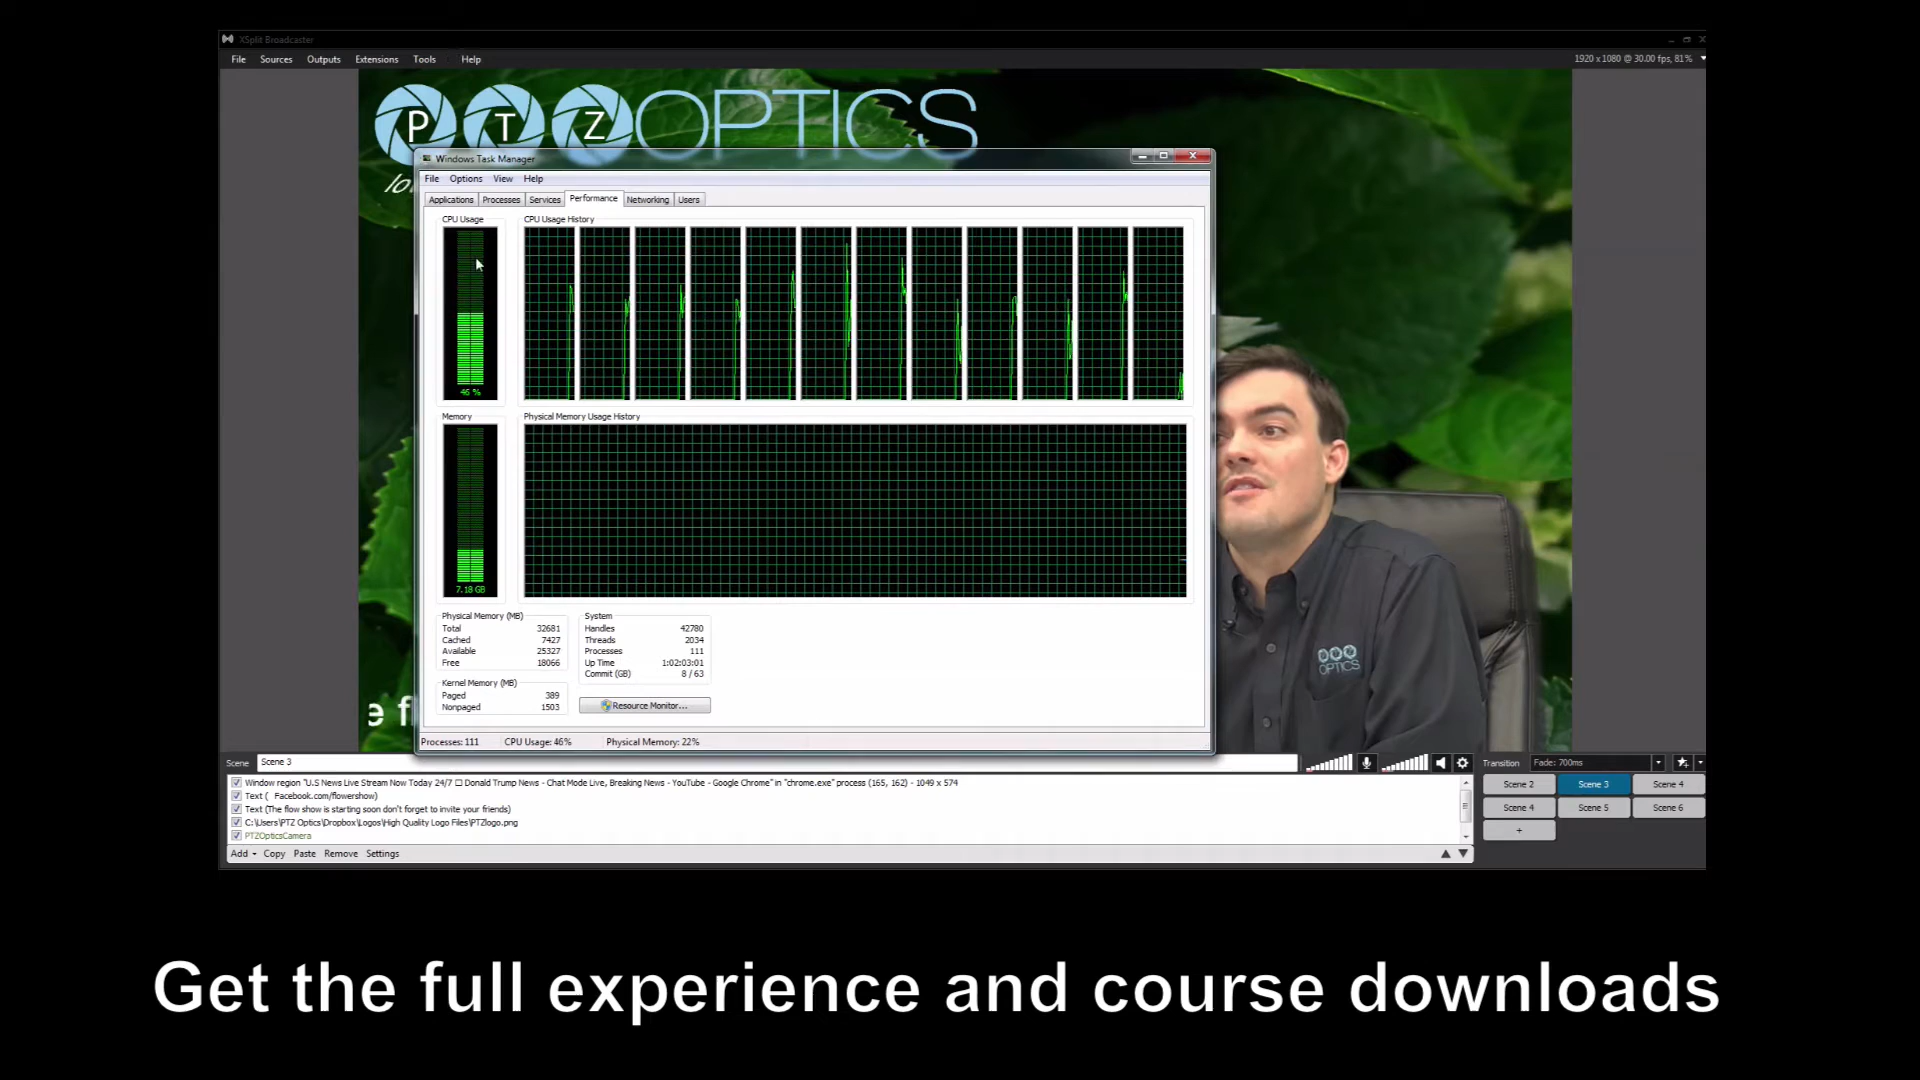 XSplit Broadcaster
File Sources Outputs Extensions Tools Help
1920 x 1080 @ 30.00 fps, 81%
PTZOPTICS
Windows Task Manager
File Options View Help
Applications Processes Services Performance Networking Users
CPU Usage
CPU Usage History
46 %
Memory
Physical Memory Usage History
7.18 GB
Physical Memory (MB)
Total 32681
Cached 7427
Available 25327
Free 18066
Kernel Memory (MB)
Paged 389
Nonpaged 1503
System
Handles 42780
Threads 2034
Processes 111
Up Time 1:02:03:01
Commit (GB) 8 / 63
Resource Monitor...
Processes: 111 CPU Usage: 46% Physical Memory: 22%
OPTICS
e f
Scene Scene 3
Window region "U.S News Live Stream Now Today 24/7 ☐ Donald Trump News - Chat Mode Live, Breaking News - YouTube - Google Chrome" in "chrome.exe" process (165, 162) - 1049 x 574
Text ( Facebook.com/flowershow)
Text (The flow show is starting soon don't forget to invite your friends)
C:\Users\PTZ Optics\Dropbox\Logos\High Quality Logo Files\PTZlogo.png
PTZOpticsCamera
Add Copy Paste Remove Settings
Transition Fade: 700ms
Scene 2 Scene 3 Scene 4
Scene 4 Scene 5 Scene 6
+
Get the full experience and course downloads